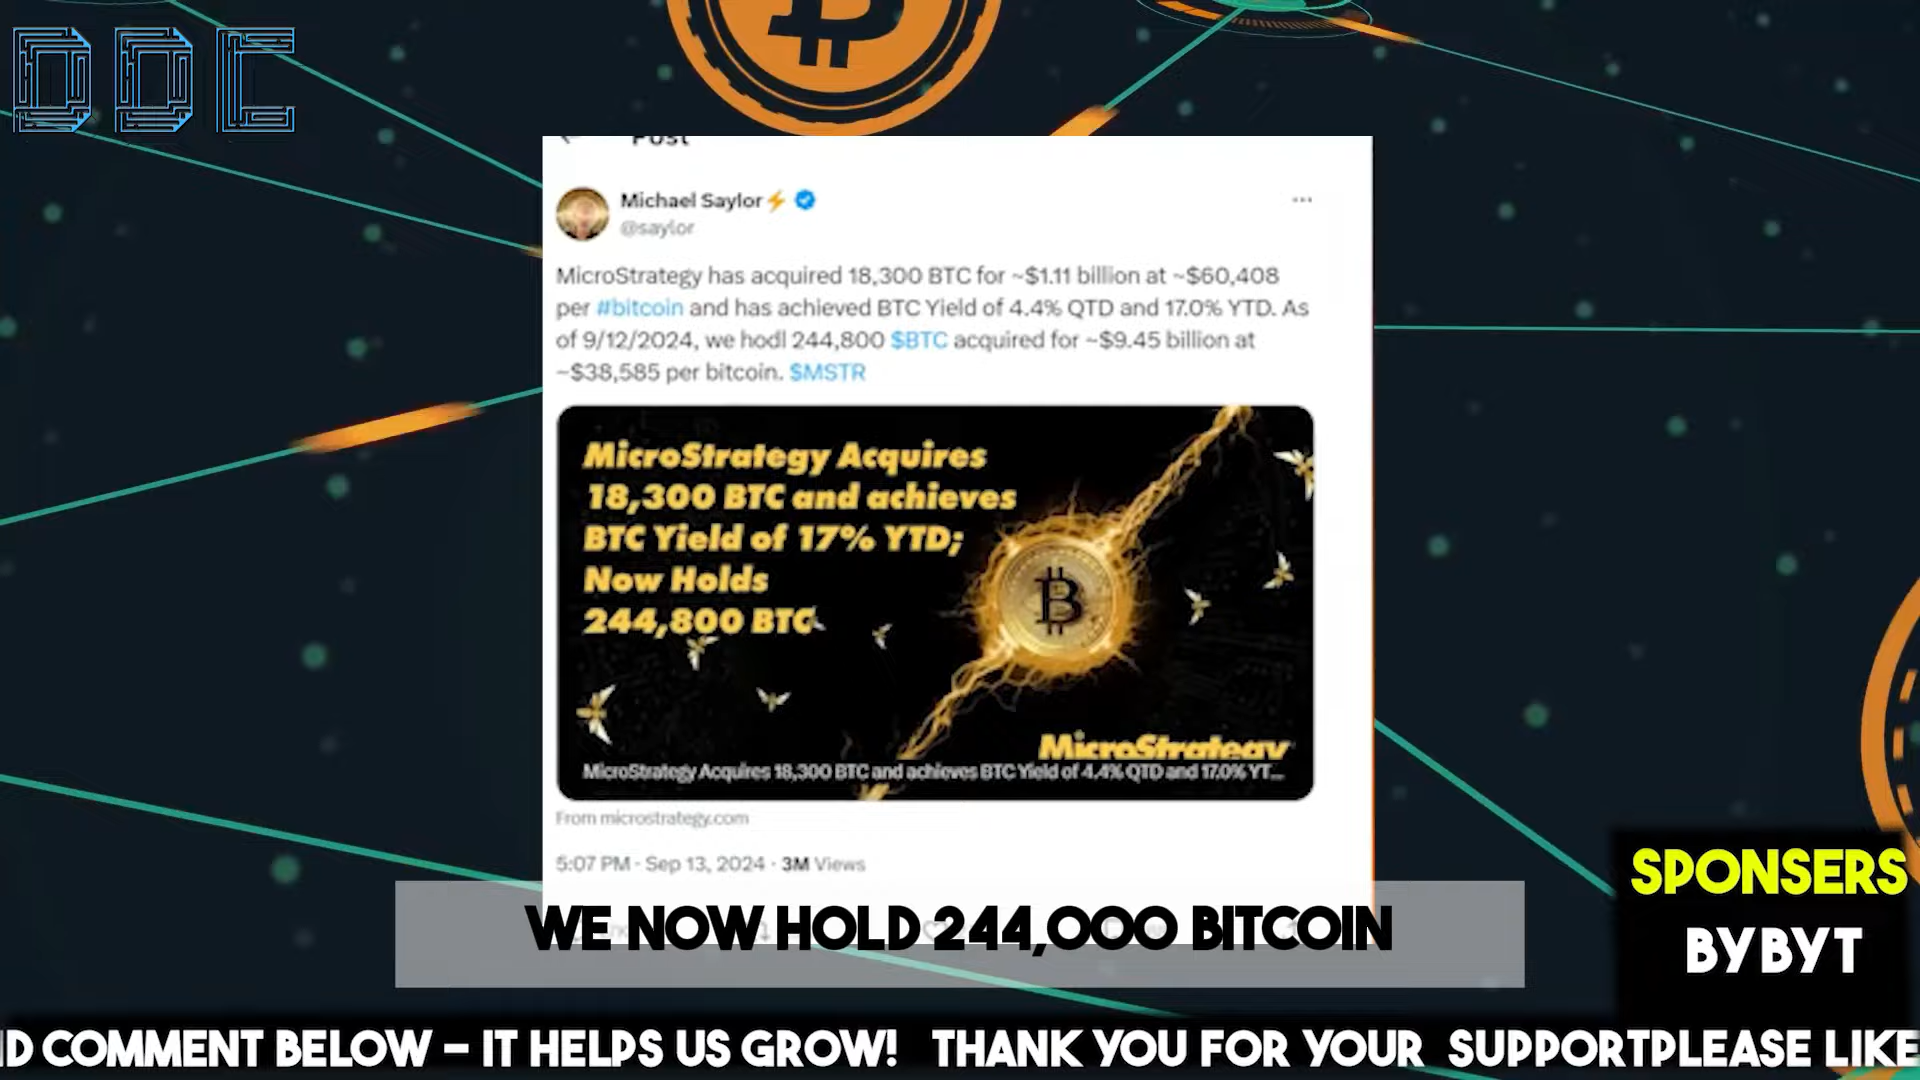 DDC
Post
Michael Saylor⚡
@saylor
MicroStrategy has acquired 18,300 BTC for ~$1.11 billion at ~$60,408
per #bitcoin and has achieved BTC Yield of 4.4% QTD and 17.0% YTD. As
of 9/12/2024, we hodl 244,800 $BTC acquired for ~$9.45 billion at
~$38,585 per bitcoin. $MSTR
MicroStrategy Acquires
18,300 BTC and achieves
BTC Yield of 17% YTD;
Now Holds
244,800 BTC
MicroStrategy
MicroStrategy Acquires 18,300 BTC and achieves BTC Yield of 4.4% QTD and 17.0% YT...
From microstrategy.com
5:07 PM · Sep 13, 2024 · 3M Views
WE NOW HOLD 244,000 BITCOIN
SPONSERS
BYBYT
D COMMENT BELOW – IT HELPS US GROW! THANK YOU FOR YOUR SUPPORTPLEASE LIKE